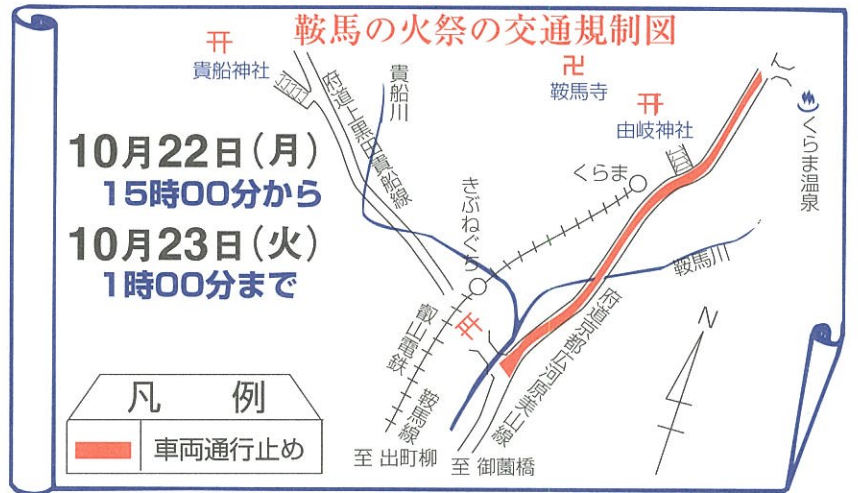 鞍馬の火祭の交通規制図
貴船神社
府道上黒田貴船線
貴船川
鞍馬寺
由岐神社
くらま温泉
10月22日(月)
15時00分から
10月23日(火)
1時00分まで
くらま
きぶねぐち
鞍馬川
叡山電鉄 鞍馬線
府道京都広河原美山線
N
凡例
車両通行止め
至 出町柳
至 御薗橋